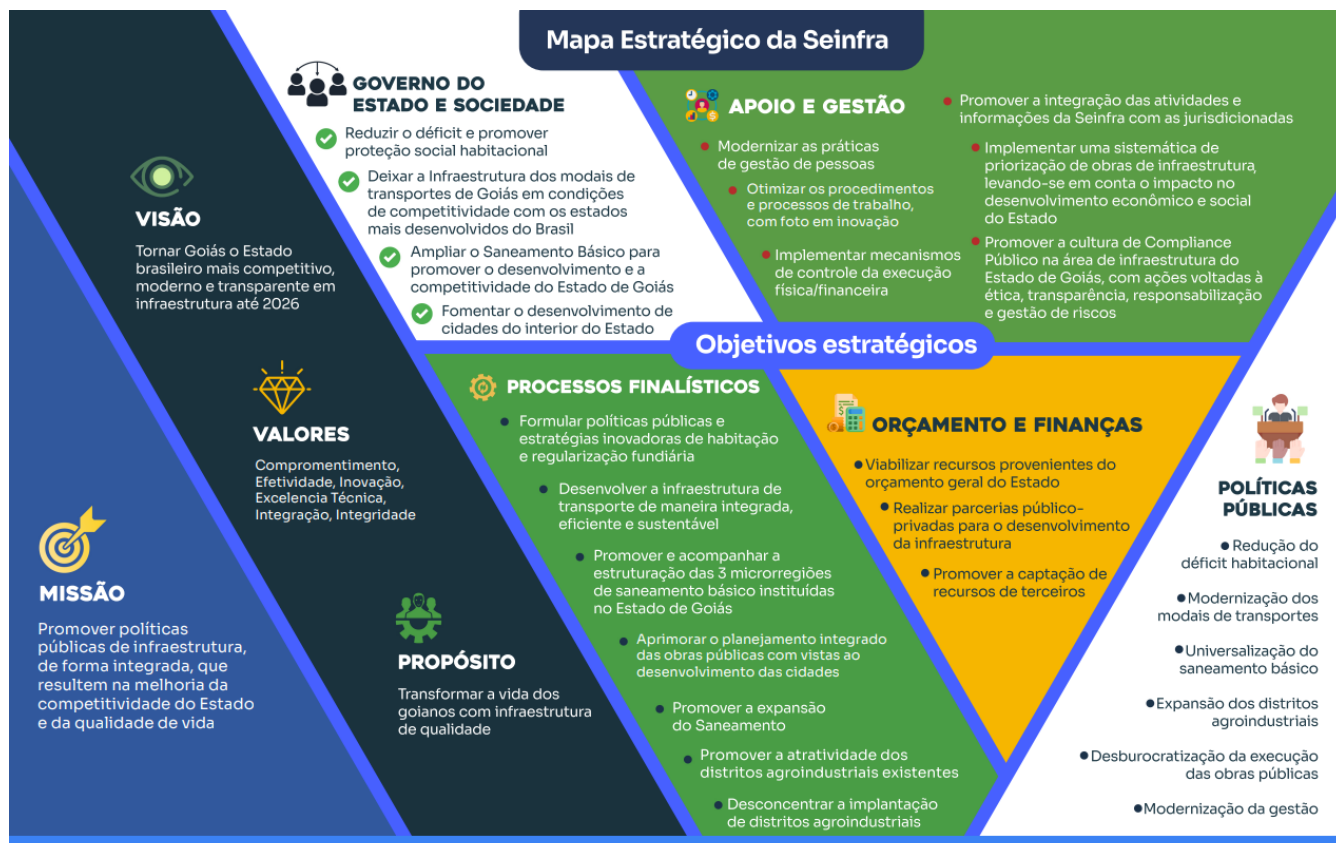 Mapa Estratégico da Seinfra
VISÃO
Tornar Goiás o Estado
brasileiro mais competitivo,
moderno e transparente em
infraestrutura até 2026
VALORES
Compromentimento,
Efetividade, Inovação,
Excelencia Técnica,
Integração, Integridade
MISSÃO
Promover políticas
públicas de infraestrutura,
de forma integrada, que
resultem na melhoria da
competitividade do Estado
e da qualidade de vida
PROPÓSITO
Transformar a vida dos
goianos com infraestrutura
de qualidade
GOVERNO DO
ESTADO E SOCIEDADE
Reduzir o déficit e promover
proteção social habitacional
Deixar a Infraestrutura dos modais de
transportes de Goiás em condições
de competitividade com os estados
mais desenvolvidos do Brasil
Ampliar o Saneamento Básico para
promover o desenvolvimento e a
competitividade do Estado de Goiás
Fomentar o desenvolvimento de
cidades do interior do Estado
APOIO E GESTÃO
Modernizar as práticas
de gestão de pessoas
Otimizar os procedimentos
e processos de trabalho,
com foto em inovação
Implementar mecanismos
de controle da execução
física/financeira
Promover a integração das atividades e
informações da Seinfra com as jurisdicionadas
Implementar uma sistemática de
priorização de obras de infraestrutura,
levando-se em conta o impacto no
desenvolvimento econômico e social
do Estado
Promover a cultura de Compliance
Público na área de infraestrutura do
Estado de Goiás, com ações voltadas à
ética, transparência, responsabilização
e gestão de riscos
Objetivos estratégicos
PROCESSOS FINALÍSTICOS
Formular políticas públicas e
estratégias inovadoras de habitação
e regularização fundiária
Desenvolver a infraestrutura de
transporte de maneira integrada,
eficiente e sustentável
Promover e acompanhar a
estruturação das 3 microrregiões
de saneamento básico instituídas
no Estado de Goiás
Aprimorar o planejamento integrado
das obras públicas com vistas ao
desenvolvimento das cidades
Promover a expansão
do Saneamento
Promover a atratividade dos
distritos agroindustriais existentes
Desconcentrar a implantação
de distritos agroindustriais
ORÇAMENTO E FINANÇAS
Viabilizar recursos provenientes do
orçamento geral do Estado
Realizar parcerias público-
privadas para o desenvolvimento
da infraestrutura
Promover a captação de
recursos de terceiros
POLÍTICAS
PÚBLICAS
Redução do
déficit habitacional
Modernização dos
modais de transportes
Universalização do
saneamento básico
Expansão dos distritos
agroindustriais
Desburocratização da execução
das obras públicas
Modernização da gestão